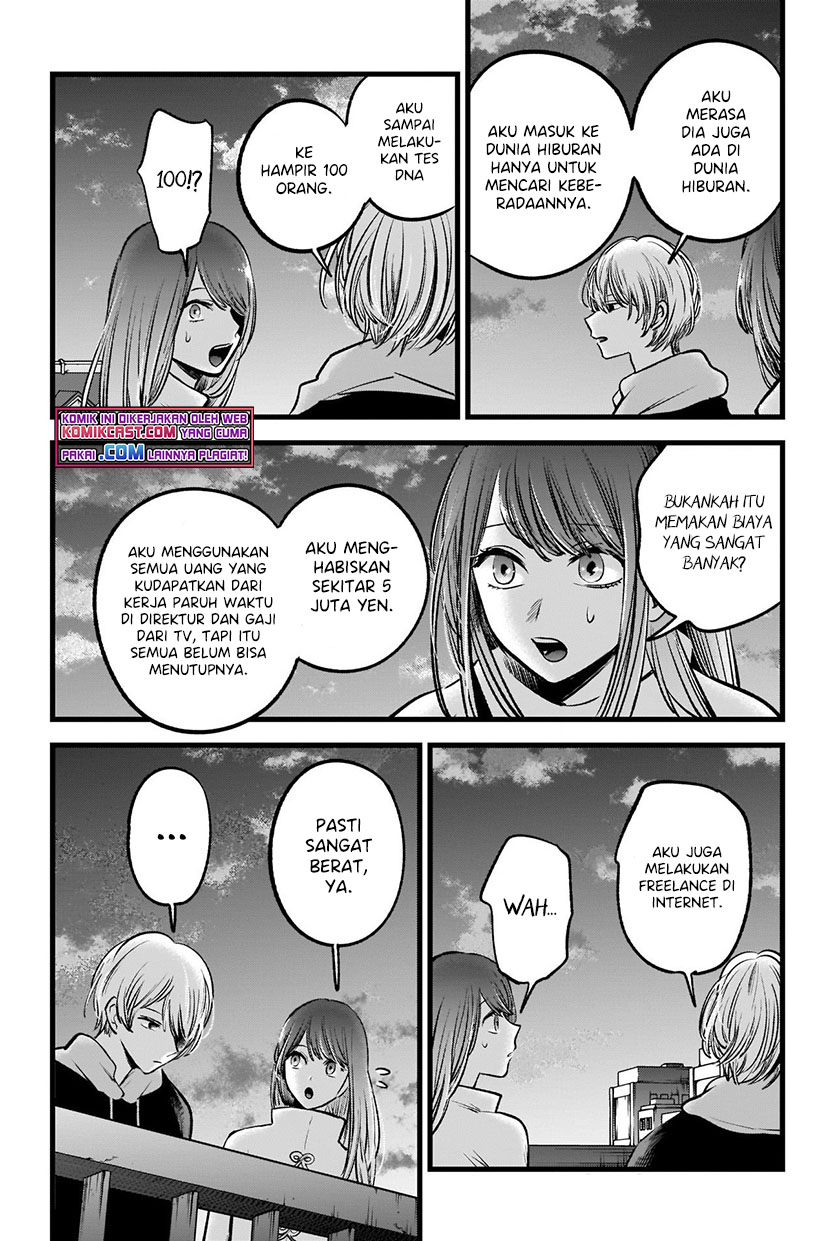 AKU
MERASA
DIA JUGA
ADA DI
DUNIA
HIBURAN.
AKU MASUK KE
DUNIA HIBURAN
HANYA UNTUK
MENCARI KEBE-
RADAANNYA.
AKU
SAMPAI
MELAKU-
KAN TES
DNA
KE
HAMPIR 100
ORANG.
100!?
KOMIK INI DIKERJAKAN OLEH WEB
KOMIKCAST.COM YANG CUMA
PAKAI .COM LAINNYA PLAGIAT!
BUKANKAH ITU
MEMAKAN BIAYA
YANG SANGAT
BANYAK?
AKU MENG-
HABISKAN
SEKITAR 5
JUTA YEN.
AKU MENGGUNAKAN
SEMUA UANG YANG
KUDAPATKAN DARI
KERJA PARUH WAKTU
DI DIREKTUR DAN GAJI
DARI TV, TAPI ITU
SEMUA BELUM BISA
MENUTUPNYA.
AKU JUGA
MELAKUKAN
FREELANCE DI
INTERNET.
WAH...
PASTI
SANGAT
BERAT,
YA.
...